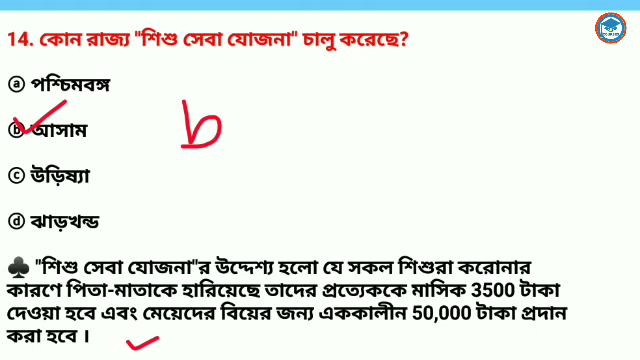 14. কোন রাজ্য "শিশু সেবা যোজনা" চালু করেছে?
ⓐ পশ্চিমবঙ্গ
ⓑ আসাম
b
ⓒ উড়িষ্যা
ⓓ ঝাড়খন্ড
♣ "শিশু সেবা যোজনা"র উদ্দেশ্য হলো যে সকল শিশুরা করোনার
কারণে পিতা-মাতাকে হারিয়েছে তাদের প্রত্যেককে মাসিক 3500 টাকা
দেওয়া হবে এবং মেয়েদের বিয়ের জন্য এককালীন 50,000 টাকা প্রদান
করা হবে ।